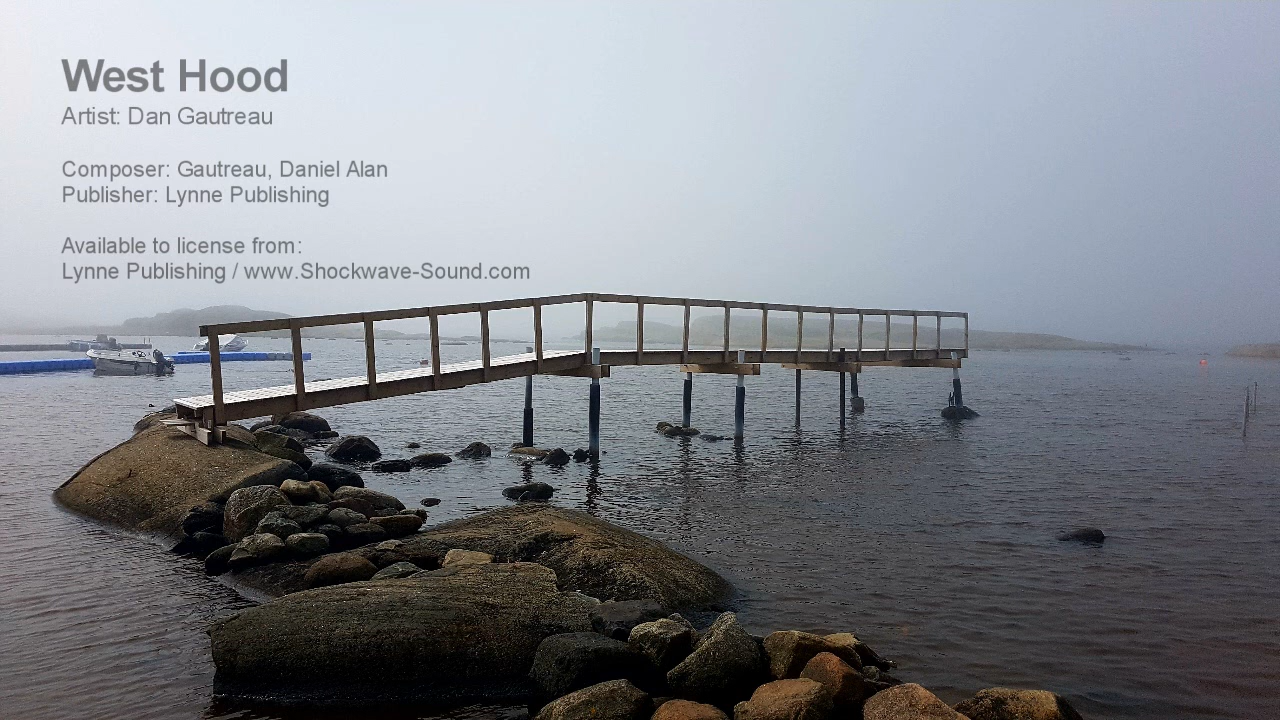 West Hood
Artist: Dan Gautreau
Composer: Gautreau, Daniel Alan
Publisher: Lynne Publishing
Available to license from:
Lynne Publishing / www.Shockwave-Sound.com